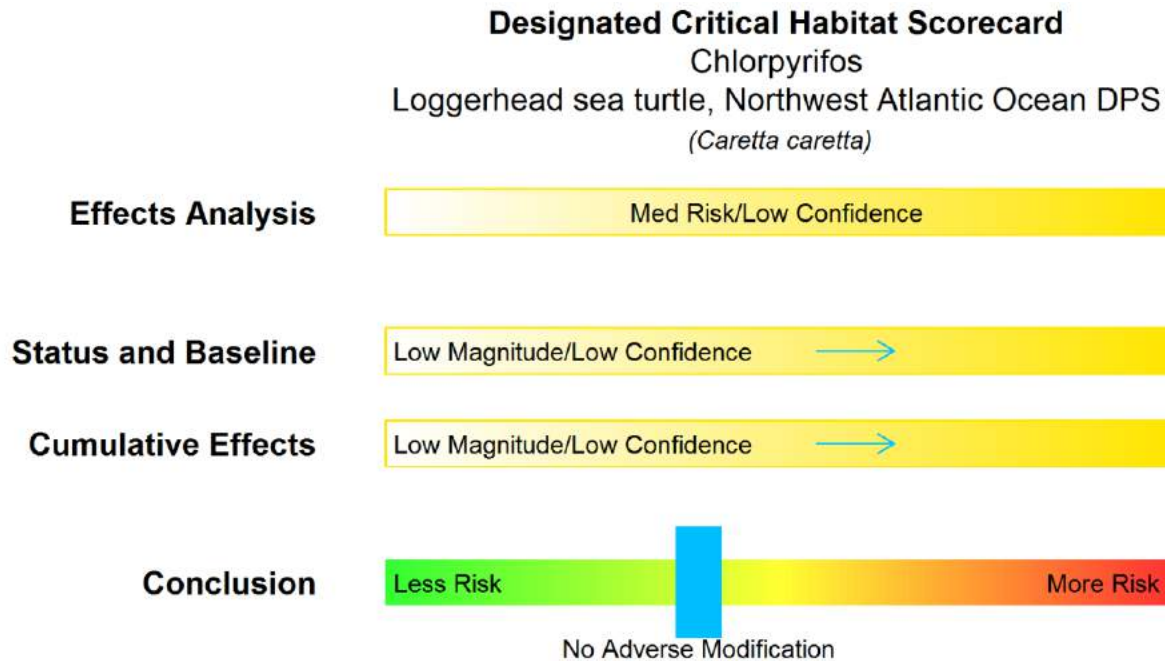 Designated Critical Habitat Scorecard
Chlorpyrifos
Loggerhead sea turtle, Northwest Atlantic Ocean DPS
(Caretta caretta)
Effects Analysis
Med Risk/Low Confidence
Status and Baseline
Low Magnitude/Low Confidence
Cumulative Effects
Low Magnitude/Low Confidence
Conclusion
Less Risk
More Risk
No Adverse Modification